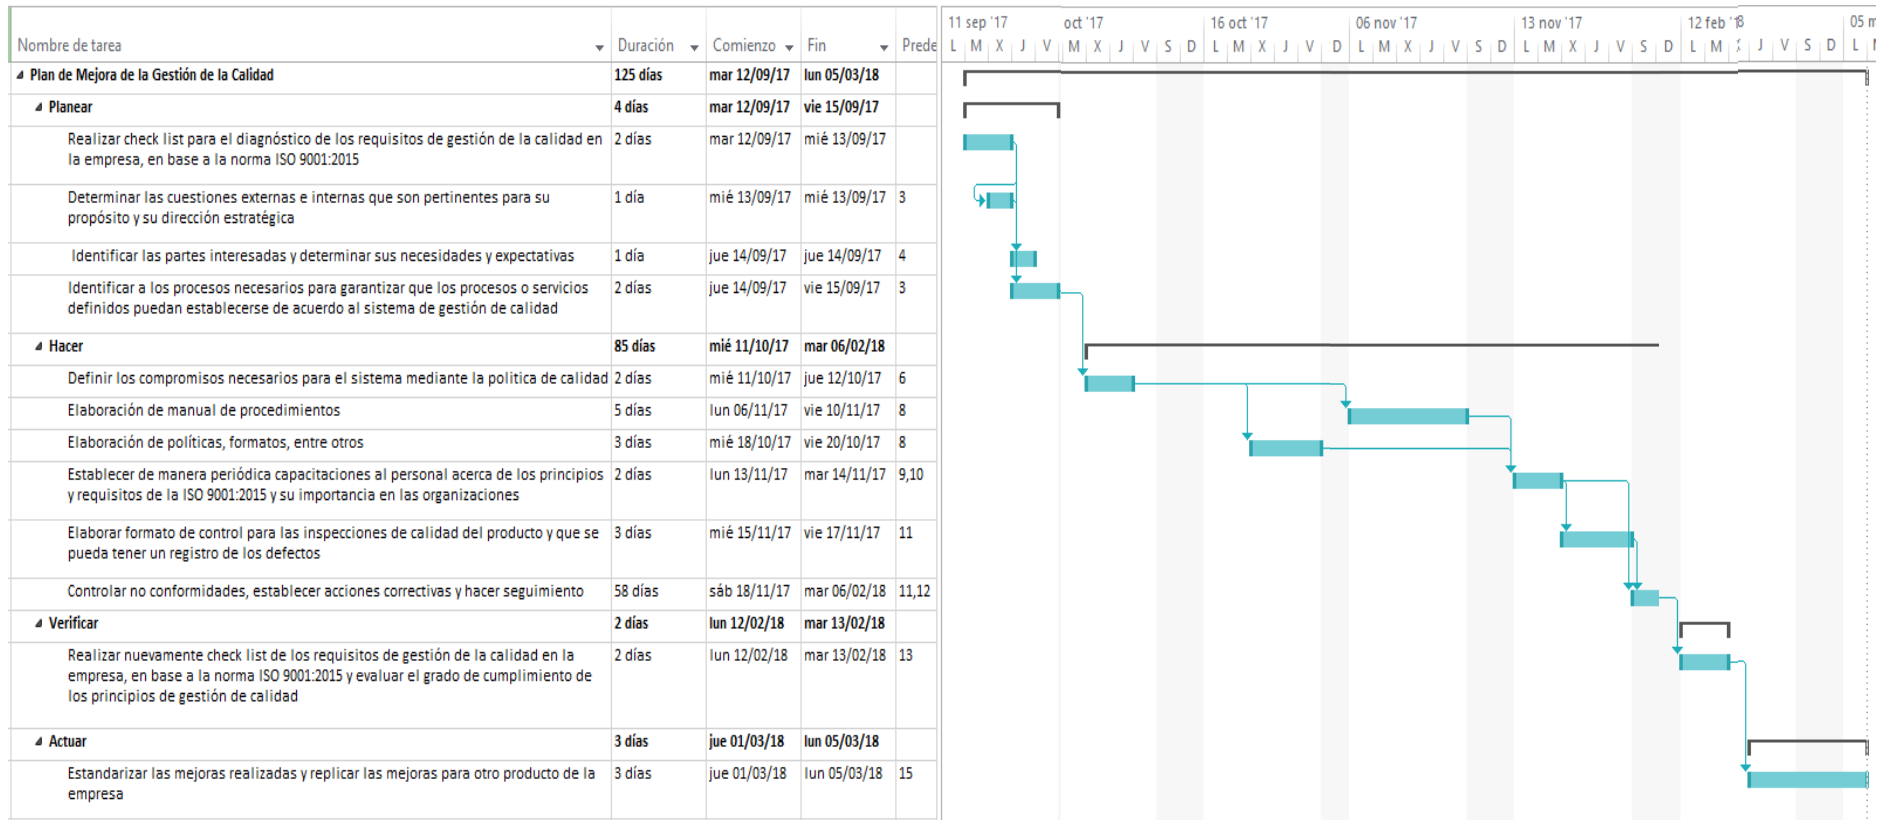 11 sep '17 oct '17 16 oct '17 06 nov '17 13 nov '17 12 feb '18 05 m
Nombre de tarea Duración Comienzo Fin Prede L M X J V M X J V S D L M X J V D L M X J V S D L M X J V S D L M X J V S D L
Plan de Mejora de la Gestión de la Calidad 125 días mar 12/09/17 lun 05/03/18
Planear 4 días mar 12/09/17 vie 15/09/17
Realizar check list para el diagnóstico de los requisitos de gestión de la calidad en 2 días mar 12/09/17 mié 13/09/17
la empresa, en base a la norma ISO 9001:2015
Determinar las cuestiones externas e internas que son pertinentes para su 1 día mié 13/09/17 mié 13/09/17 3
propósito y su dirección estratégica
Identificar las partes interesadas y determinar sus necesidades y expectativas 1 día jue 14/09/17 jue 14/09/17 4
Identificar a los procesos necesarios para garantizar que los procesos o servicios 2 días jue 14/09/17 vie 15/09/17 3
definidos puedan establecerse de acuerdo al sistema de gestión de calidad
Hacer 85 días mié 11/10/17 mar 06/02/18
Definir los compromisos necesarios para el sistema mediante la politica de calidad 2 días mié 11/10/17 jue 12/10/17 6
Elaboración de manual de procedimientos 5 días lun 06/11/17 vie 10/11/17 8
Elaboración de políticas, formatos, entre otros 3 días mié 18/10/17 vie 20/10/17 8
Establecer de manera periódica capacitaciones al personal acerca de los principios 2 días lun 13/11/17 mar 14/11/17 9,10
y requisitos de la ISO 9001:2015 y su importancia en las organizaciones
Elaborar formato de control para las inspecciones de calidad del producto y que se 3 días mié 15/11/17 vie 17/11/17 11
pueda tener un registro de los defectos
Controlar no conformidades, establecer acciones correctivas y hacer seguimiento 58 días sáb 18/11/17 mar 06/02/18 11,12
Verificar 2 días lun 12/02/18 mar 13/02/18
Realizar nuevamente check list de los requisitos de gestión de la calidad en la 2 días lun 12/02/18 mar 13/02/18 13
empresa, en base a la norma ISO 9001:2015 y evaluar el grado de cumplimiento de
los principios de gestión de calidad
Actuar 3 días jue 01/03/18 lun 05/03/18
Estandarizar las mejoras realizadas y replicar las mejoras para otro producto de la 3 días jue 01/03/18 lun 05/03/18 15
empresa